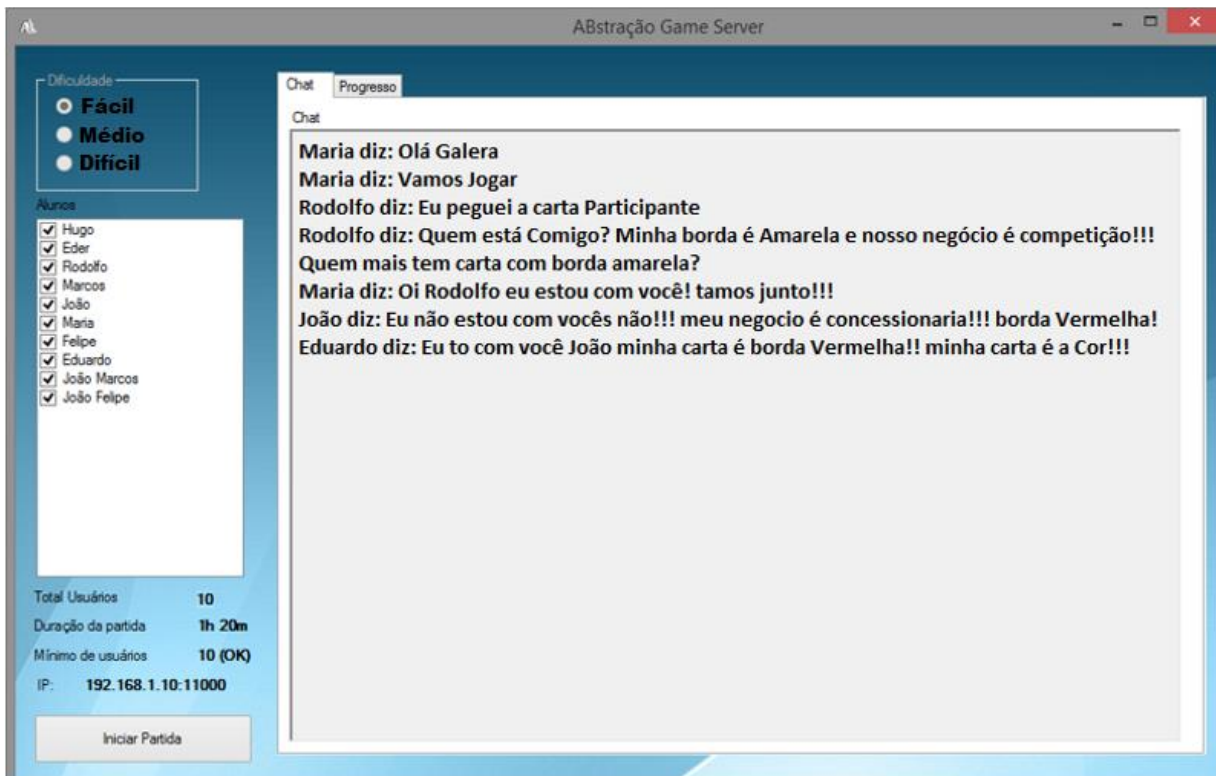 ABstração Game Server
Dificuldade
Fácil
Médio
Difícil
Alunos
Hugo
Eder
Rodolfo
Marcos
João
Maria
Felipe
Eduardo
João Marcos
João Felipe
Total Usuários 10
Duração da partida 1h 20m
Mínimo de usuários 10 (OK)
IP: 192.168.1.10:11000
Iniciar Partida
Chat Progresso
Chat
Maria diz: Olá Galera
Maria diz: Vamos Jogar
Rodolfo diz: Eu peguei a carta Participante
Rodolfo diz: Quem está Comigo? Minha borda é Amarela e nosso negócio é competição!!!
Quem mais tem carta com borda amarela?
Maria diz: Oi Rodolfo eu estou com você! tamos junto!!!
João diz: Eu não estou com vocês não!!! meu negocio é concessionaria!!! borda Vermelha!
Eduardo diz: Eu to com você João minha carta é borda Vermelha!! minha carta é a Cor!!!